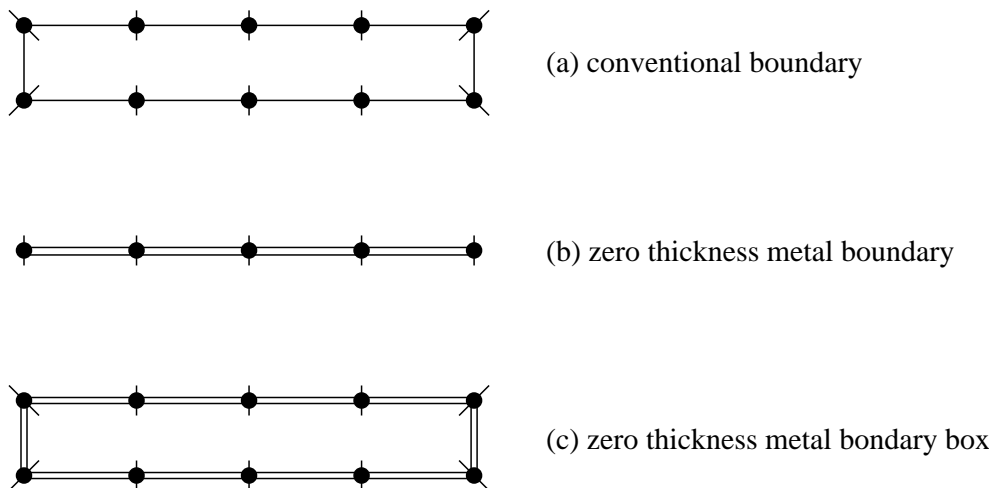 (a) conventional boundary
(b) zero thickness metal boundary
(c) zero thickness metal bondary box